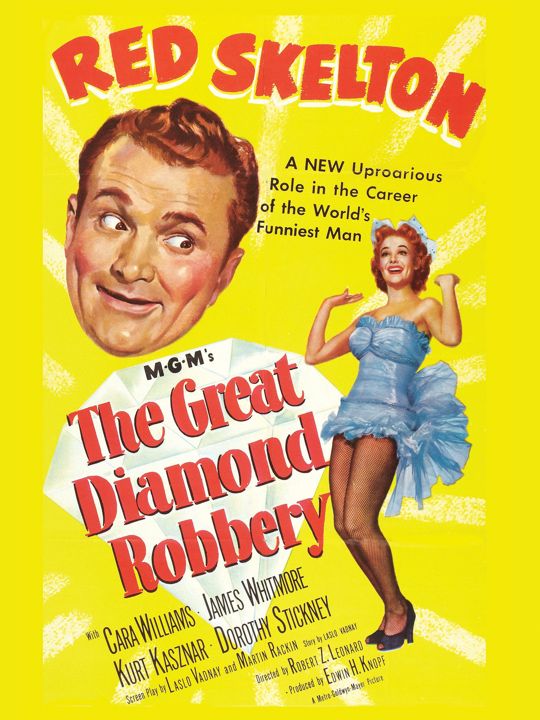 RED SKELTON
A NEW Uproarious
Role in the Career
of the World's
Funniest Man
M-G-M's
The Great
Diamond
Robbery
With CARA WILLIAMS · JAMES WHITMORE
KURT KASZNAR · DOROTHY STICKNEY
Screen Play by LASLO VADNAY and MARTIN RACKIN Story by LASLO VADNAY
Directed by ROBERT Z. LEONARD
· Produced by EDWIN H. KNOPF
A Metro-Goldwyn-Mayer Picture